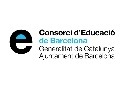 Consorci d'Educació
de Barcelona
Generalitat de Catalunya
Ajuntament de Barcelona